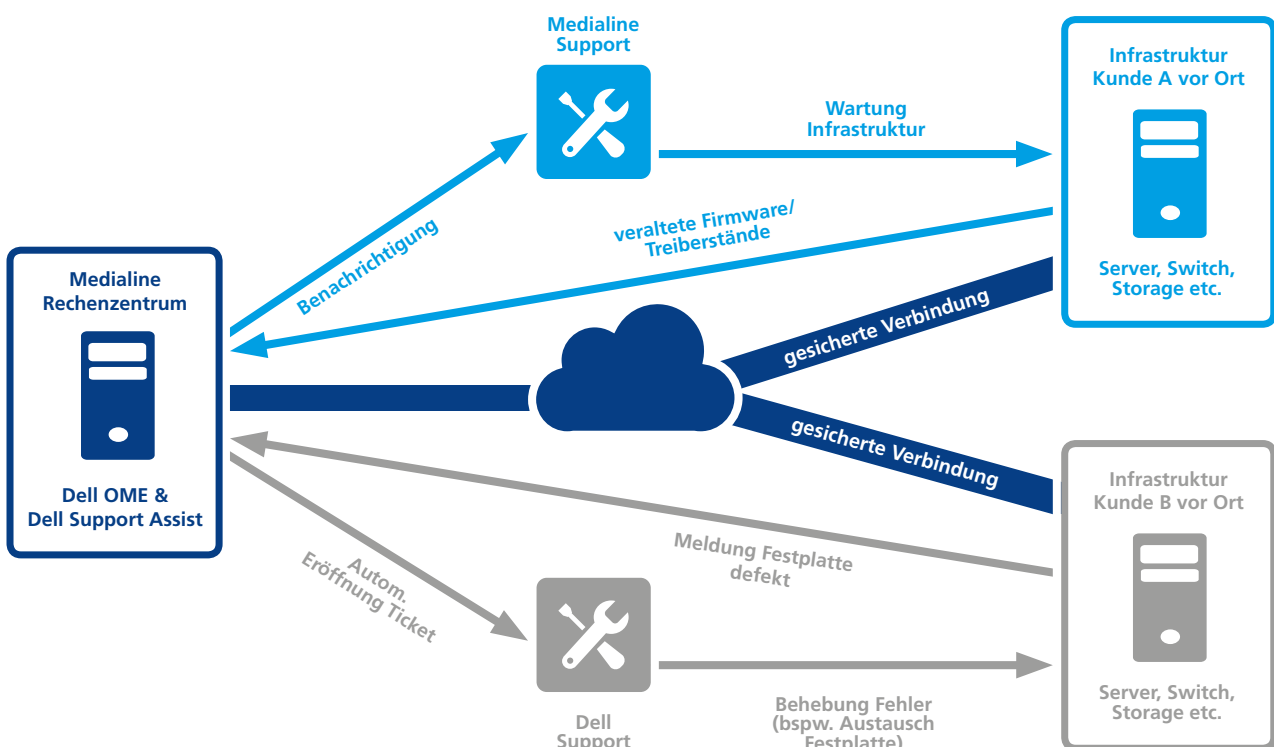 Medialine
Support
Infrastruktur
Kunde A vor Ort
Wartung
Infrastruktur
Benachrichtigung
veraltete Firmware/
Treiberstände
Server, Switch,
Storage etc.
Medialine
Rechenzentrum
Dell OME &
Dell Support Assist
gesicherte Verbindung
gesicherte Verbindung
Infrastruktur
Kunde B vor Ort
Meldung Festplatte
defekt
Autom.
Eröffnung Ticket
Server, Switch,
Storage etc.
Dell
Support
Behebung Fehler
(bspw. Austausch
Festplatte)